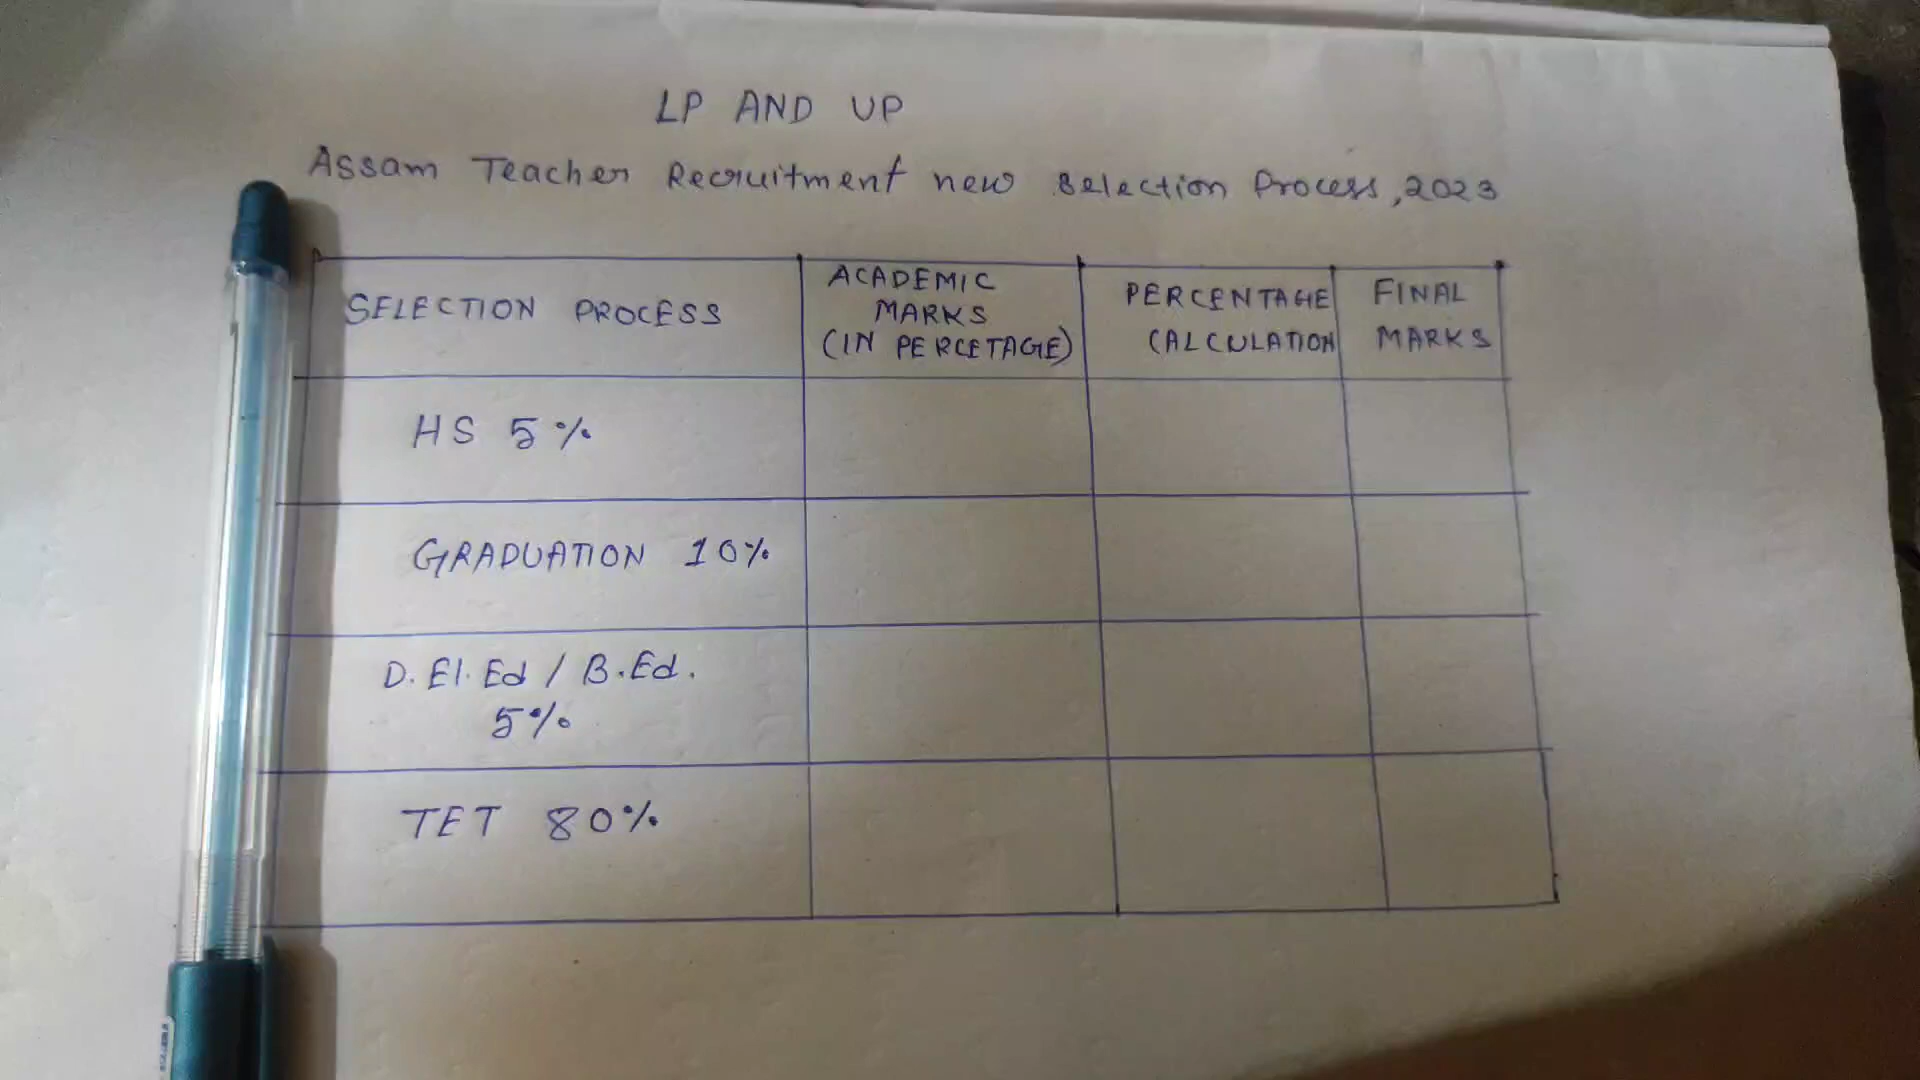 LP AND UP
Assam Teacher Recruitment new selection Process, 2023
SELECTION PROCESS
ACADEMIC
MARKS
(IN PERCETAGE)
PERCENTAGE
CALCULATION
FINAL
MARKS
HS 5%
GRADUATION 10%
D. El. Ed / B.Ed.
5%
TET 80%